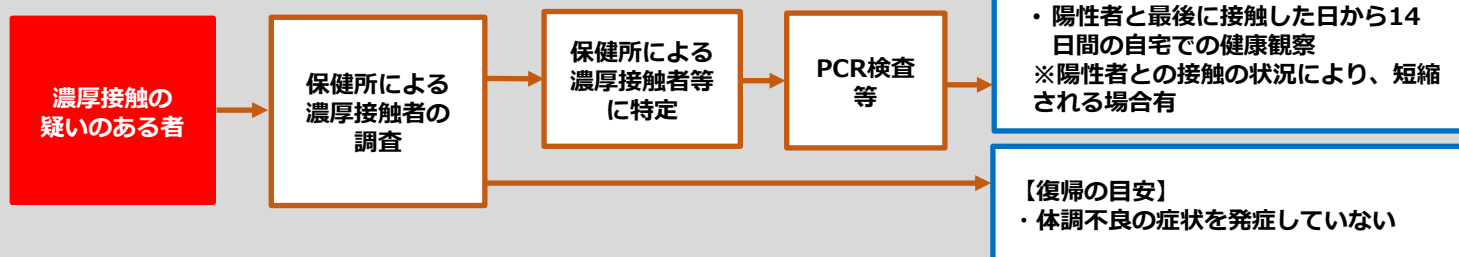 濃厚接触の
疑いのある者
保健所による
濃厚接触者の
調査
保健所による
濃厚接触者等
に特定
PCR検査
等
・ 陽性者と最後に接触した日から14
日間の自宅での健康観察
※陽性者との接触の状況により、短縮
される場合有
【復帰の目安】
・体調不良の症状を発症していない